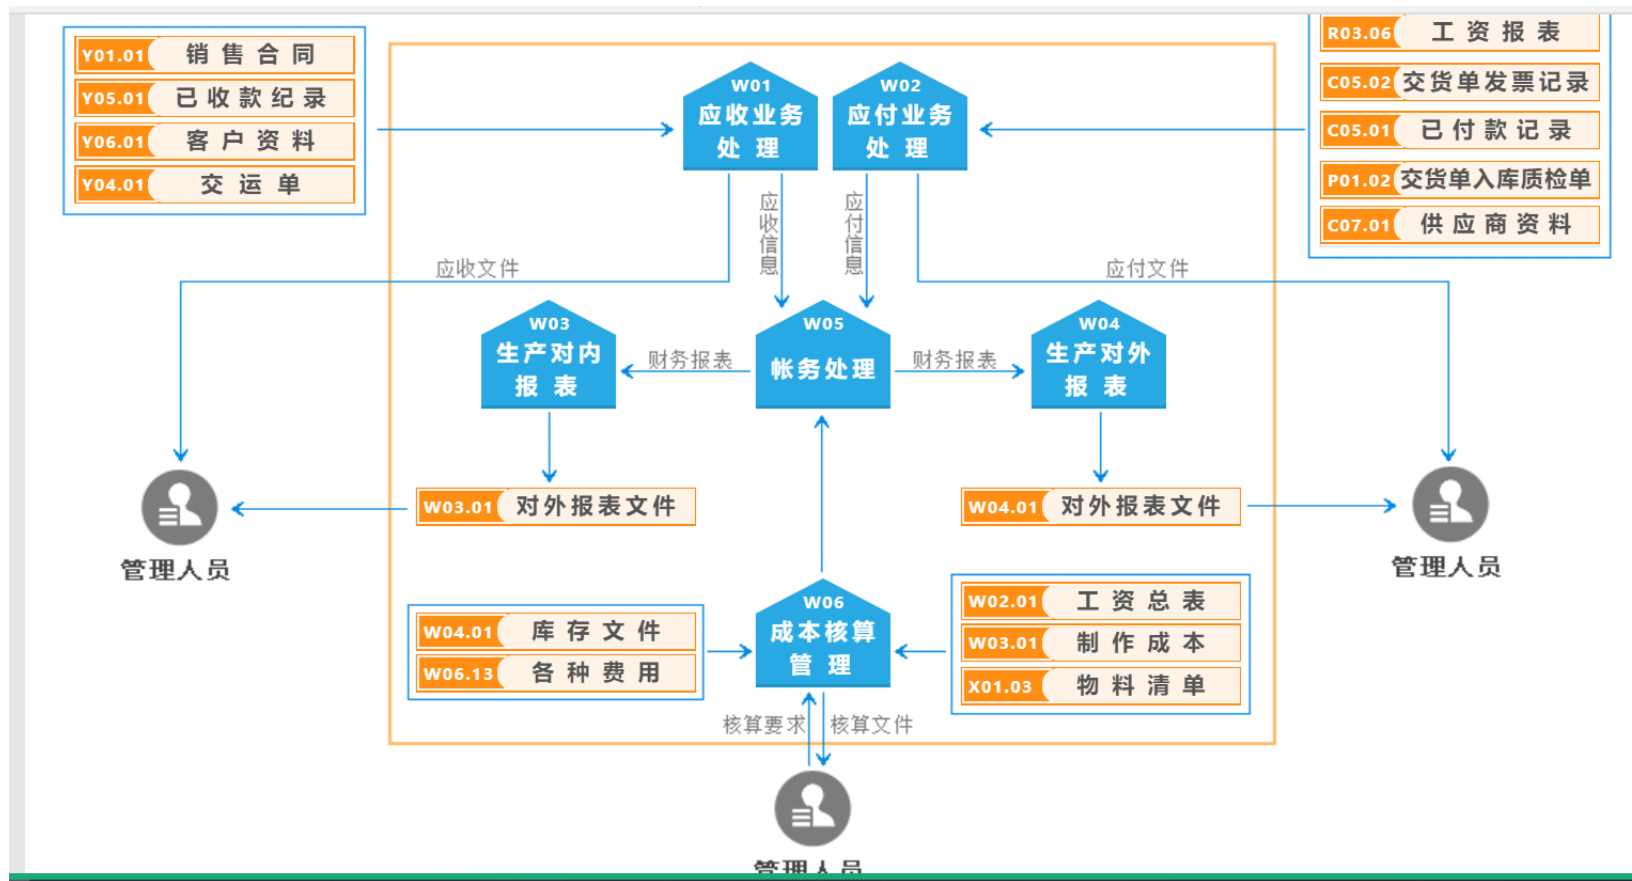 Y01.01 销售合同
Y05.01 已收款纪录
Y06.01 客户资料
Y04.01 交运单
W01
应收业务
处理
W02
应付业务
处理
R03.06 工资报表
C05.02 交货单发票记录
C05.01 已付款记录
P01.02 交货单入库质检单
C07.01 供应商资料
应收信息
应付信息
应收文件
应付文件
W03
生产对内
报表
财务报表
W05
帐务处理
财务报表
W04
生产对外
报表
W03.01 对外报表文件
W04.01 对外报表文件
管理人员
管理人员
W04.01 库存文件
W06.13 各种费用
W06
成本核算
管理
W02.01 工资总表
W03.01 制作成本
X01.03 物料清单
核算要求
核算文件
管理人员